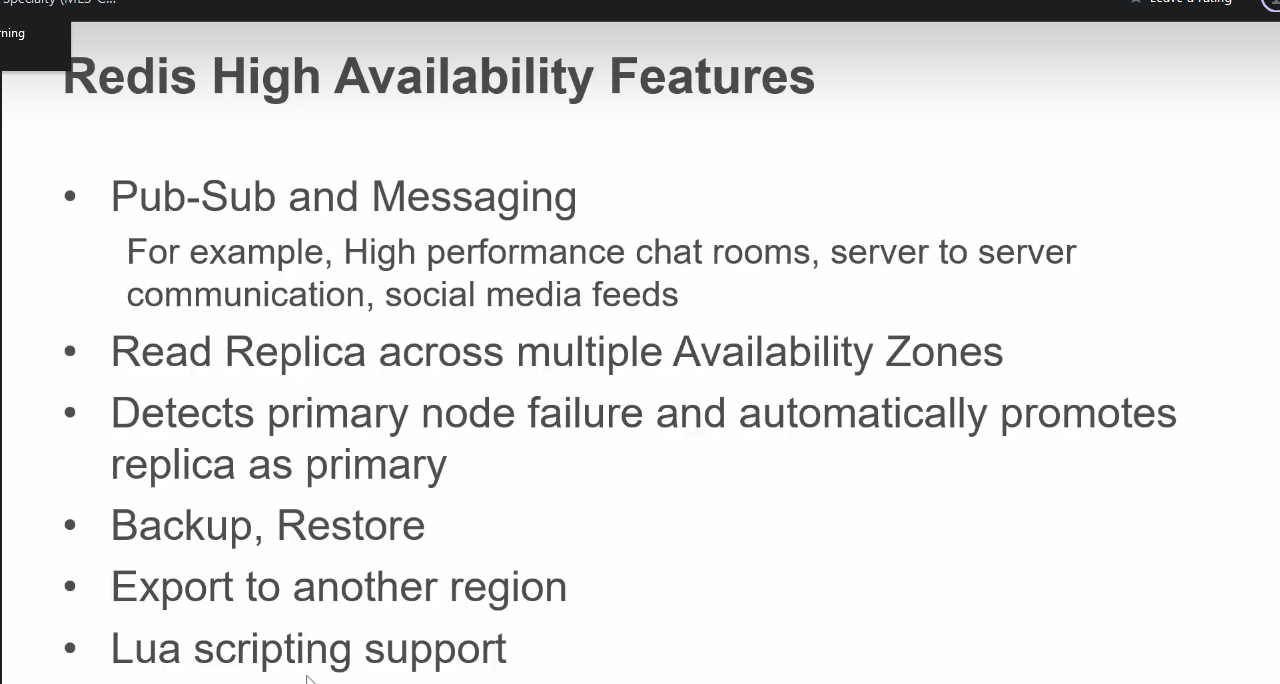 Specialty (MLS-C...
Leave a rating
rning
Redis High Availability Features
• Pub-Sub and Messaging
For example, High performance chat rooms, server to server
communication, social media feeds
• Read Replica across multiple Availability Zones
• Detects primary node failure and automatically promotes
replica as primary
• Backup, Restore
• Export to another region
• Lua scripting support